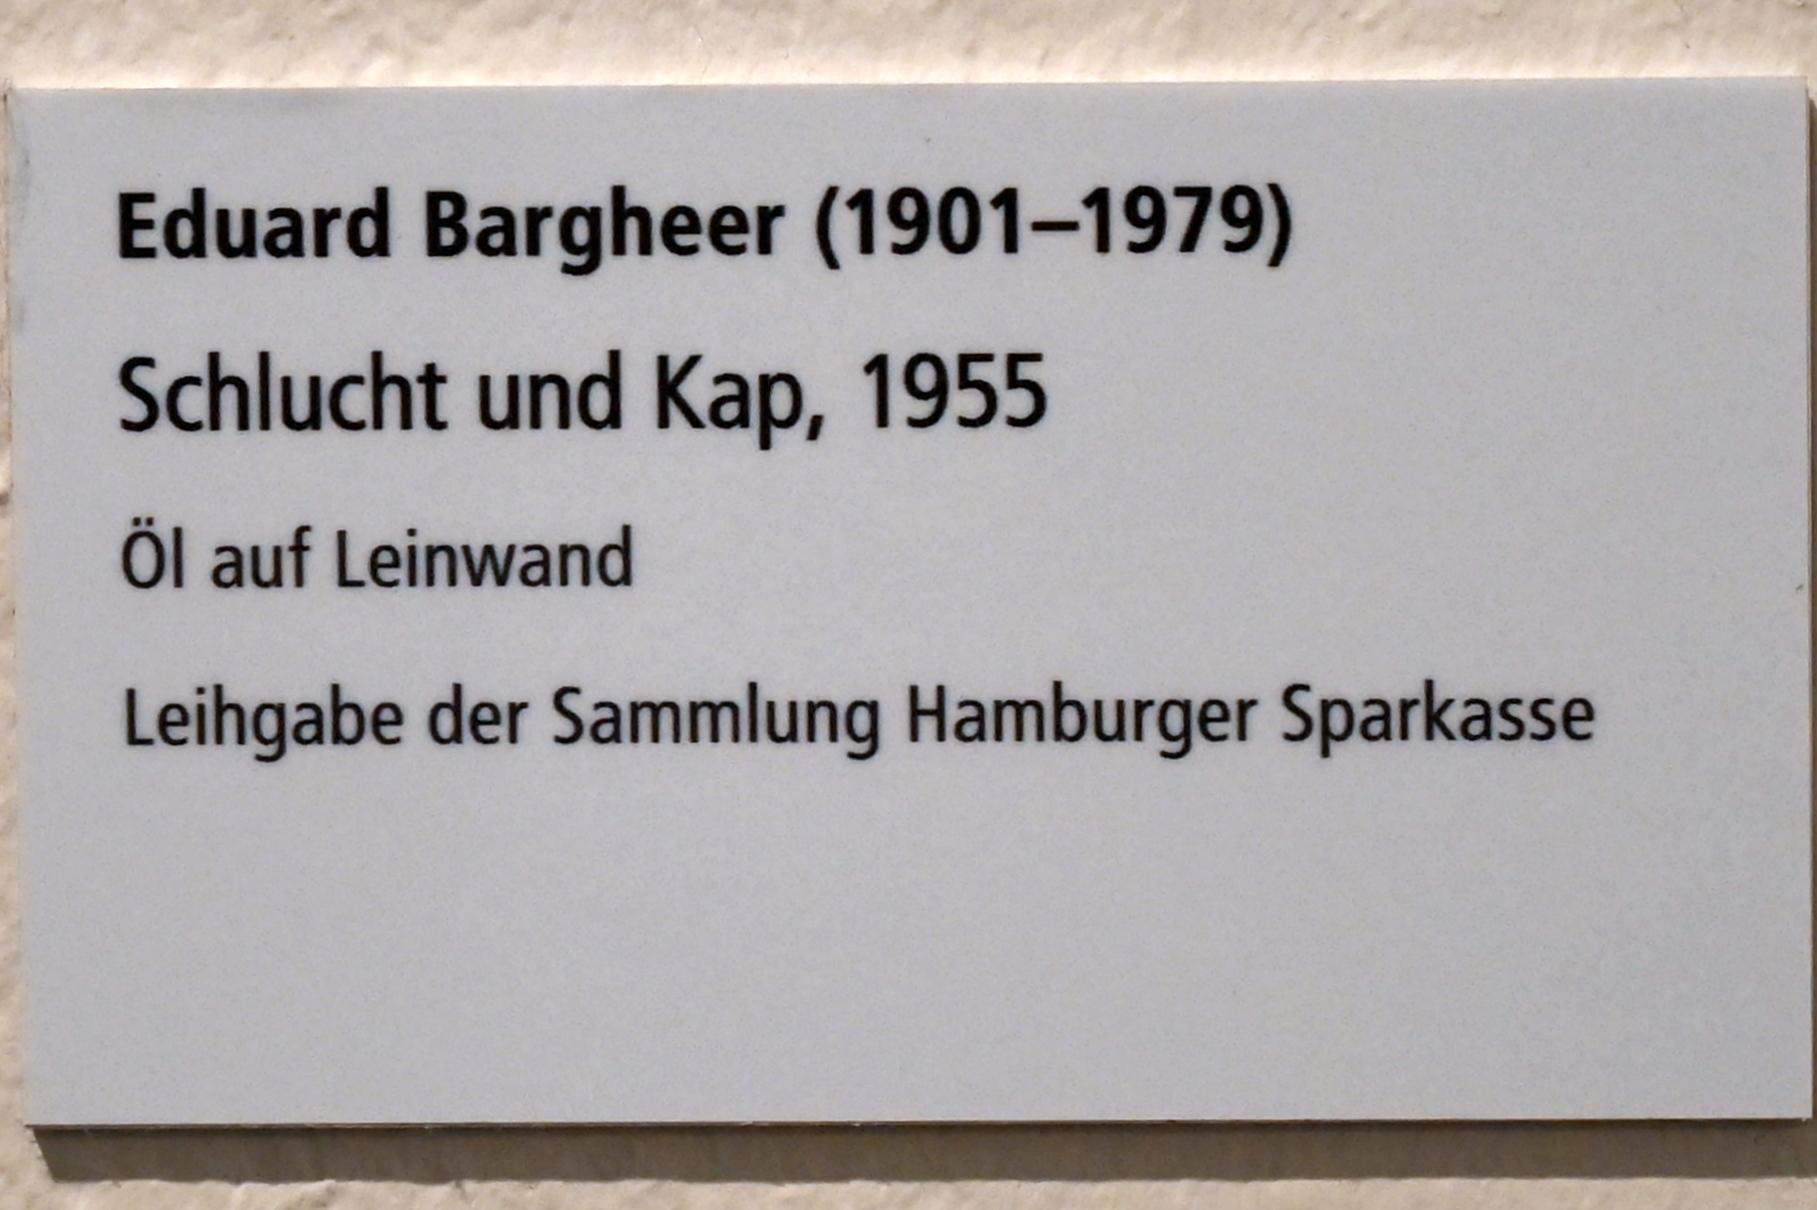 Eduard Bargheer (1901–1979)
Schlucht und Kap, 1955
Öl auf Leinwand
Leihgabe der Sammlung Hamburger Sparkasse